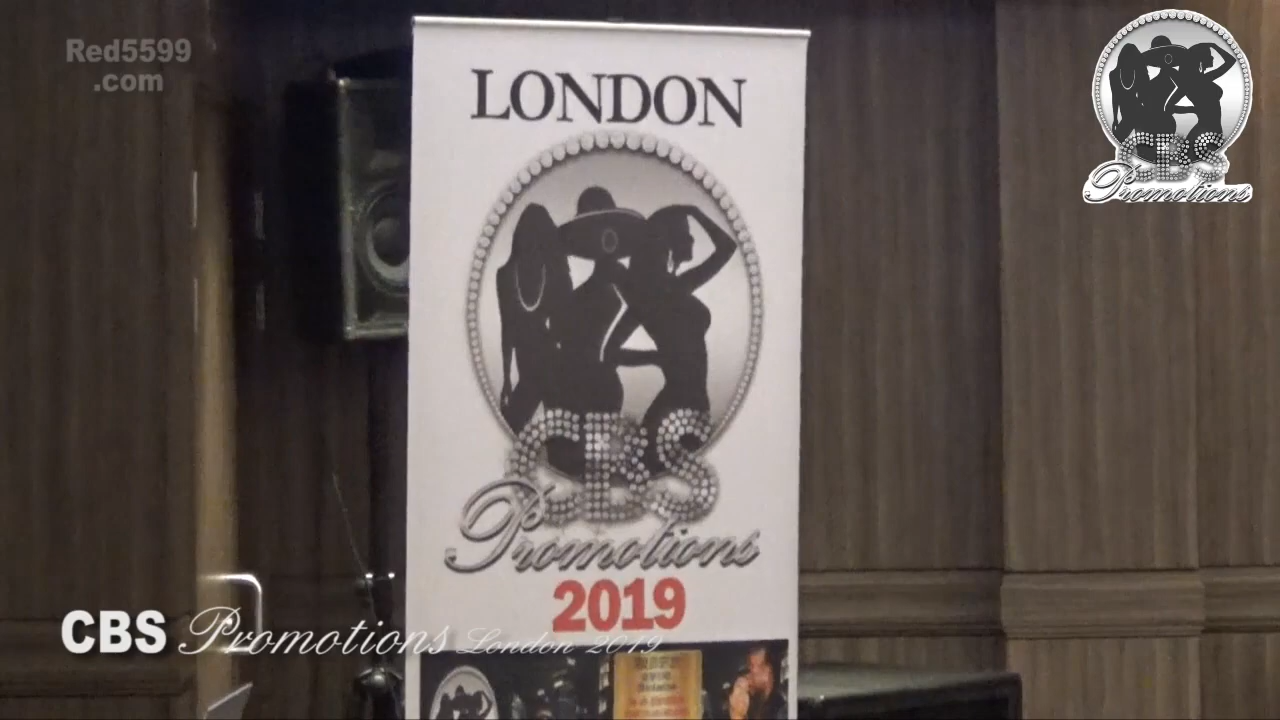 Red5599
.com
LONDON
CBS
Promotions
2019
CBS
Promotions
CBS Promotions London 2019